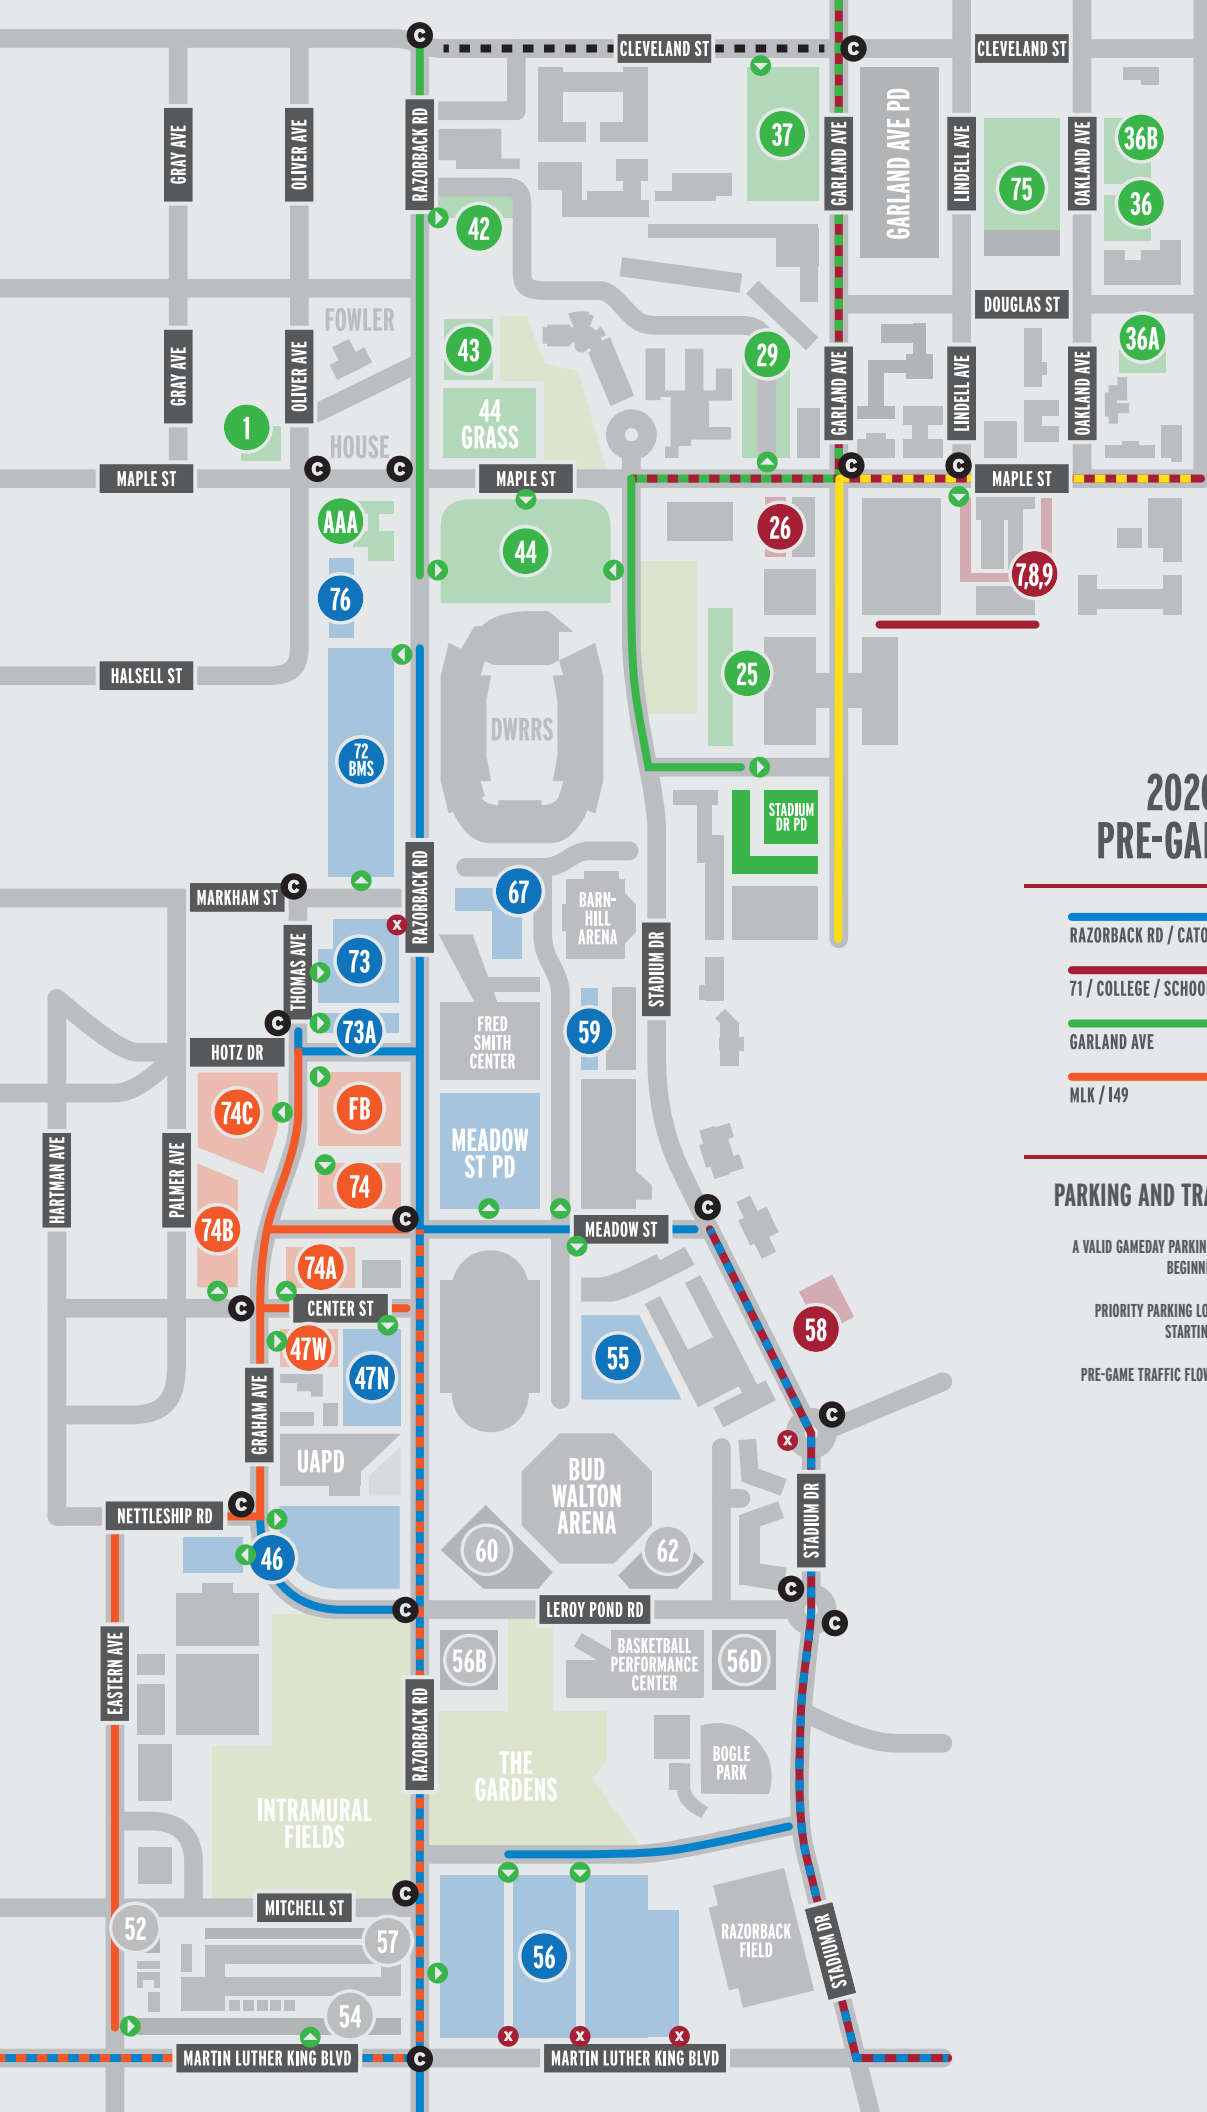 C
CLEVELAND ST
C
CLEVELAND ST
GRAY AVE
OLIVER AVE
RAZORBACK RD
37
GARLAND AVE
GARLAND AVE PD
LINDELL AVE
75
OAKLAND AVE
36B
36
42
DOUGLAS ST
FOWLER
HOUSE
GRAY AVE
OLIVER AVE
43
44
GRASS
29
GARLAND AVE
LINDELL AVE
OAKLAND AVE
36A
1
MAPLE ST
C
C
MAPLE ST
C
C
MAPLE ST
AAA
44
26
7,8,9
76
HALSELL ST
DWRRS
25
72
BMS
STADIUM
DR PD
2020
PRE-GA
MARKHAM ST
C
RAZORBACK RD
67
BARN-
HILL
ARENA
X
THOMAS AVE
73
STADIUM DR
RAZORBACK RD / CATO
71 / COLLEGE / SCHOO
GARLAND AVE
MLK / I49
C
73A
FRED
SMITH
CENTER
59
HOTZ DR
74C
FB
MEADOW
ST PD
HARTMAN AVE
PALMER AVE
74
74B
C
MEADOW ST
C
PARKING AND TRA
A VALID GAMEDAY PARKIN
BEGINN
PRIORITY PARKING LO
STARTIN
PRE-GAME TRAFFIC FLOW
74A
C
CENTER ST
58
47W
47N
55
GRAHAM AVE
C
X
UAPD
BUD
WALTON
ARENA
STADIUM DR
NETTLESHIP RD
C
46
60
62
C
C
LEROY POND RD
C
EASTERN AVE
56B
BASKETBALL
PERFORMANCE
CENTER
56D
RAZORBACK RD
THE
GARDENS
BOGLE
PARK
INTRAMURAL
FIELDS
C
MITCHELL ST
52
57
56
RAZORBACK
FIELD
STADIUM DR
54
X
X
X
MARTIN LUTHER KING BLVD
C
MARTIN LUTHER KING BLVD